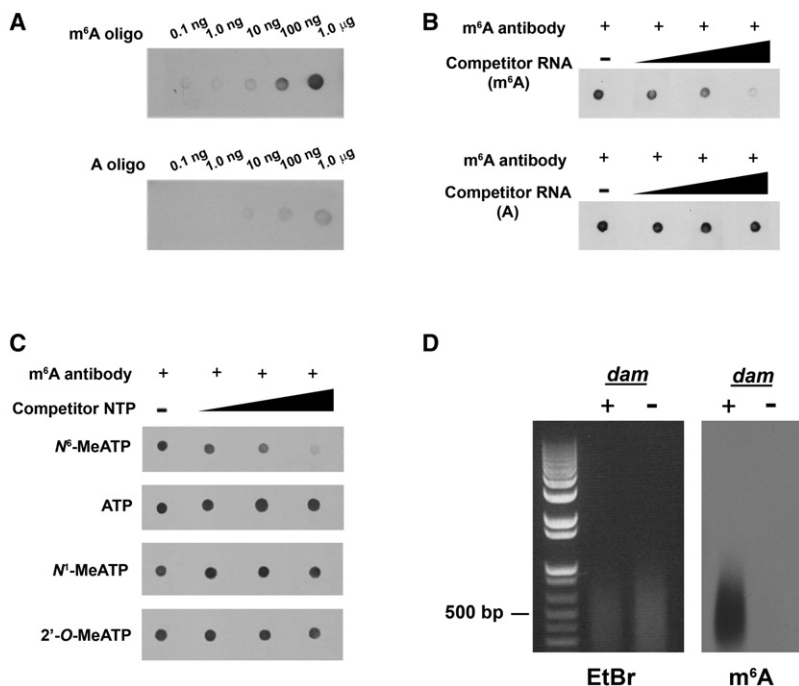 A
m⁶A oligo
0.1 ng 1.0 ng 10 ng 100 ng 1.0 µg
A oligo
0.1 ng 1.0 ng 10 ng 100 ng 1.0 µg
B
m⁶A antibody + + + +
Competitor RNA –
(m⁶A)
m⁶A antibody + + + +
Competitor RNA –
(A)
C
m⁶A antibody + + + +
Competitor NTP –
N⁶-MeATP
ATP
N¹-MeATP
2'-O-MeATP
D
dam dam
+ - + -
500 bp
EtBr m⁶A